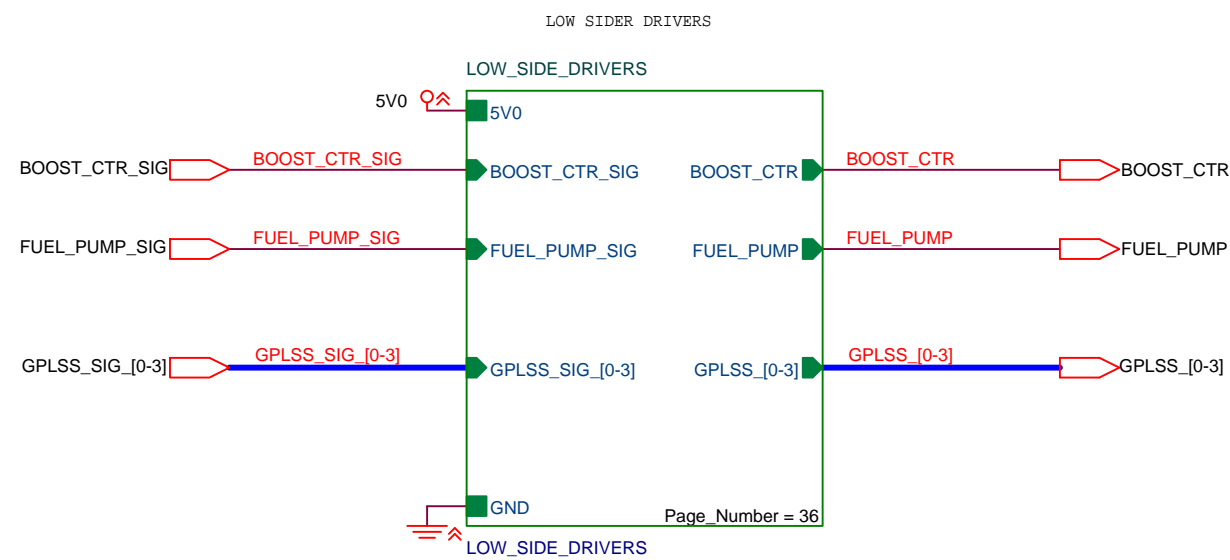 LOW SIDER DRIVERS
LOW_SIDE_DRIVERS
5V0
5V0
BOOST_CTR_SIG
BOOST_CTR_SIG
BOOST_CTR_SIG
BOOST_CTR
BOOST_CTR
BOOST_CTR
FUEL_PUMP_SIG
FUEL_PUMP_SIG
FUEL_PUMP_SIG
FUEL_PUMP
FUEL_PUMP
FUEL_PUMP
GPLSS_SIG_[0-3]
GPLSS_SIG_[0-3]
GPLSS_SIG_[0-3]
GPLSS_[0-3]
GPLSS_[0-3]
GPLSS_[0-3]
GND
Page_Number = 36
LOW_SIDE_DRIVERS